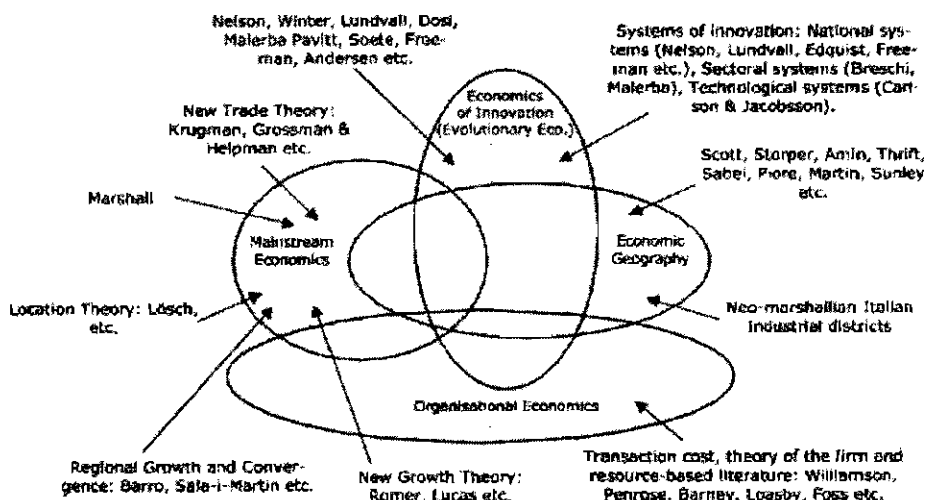 Nelson, Winter, Lundvall, Dosi,
Malerba Pavitt, Soete, Free-
man, Andersen etc.
Systems of innovation: National sys-
tems (Nelson, Lundvall, Edquist, Free-
man etc.), Sectoral systems (Breschi,
Malerba), Technological systems (Carl-
son & Jacobsson).
Economics
of Innovation
(Evolutionary Eco.)
New Trade Theory:
Krugman, Grossman &
Helpman etc.
Scott, Storper, Amin, Thrift,
Sabel, Piore, Martin, Sunley
etc.
Marshall
Mainstream
Economics
Economic
Geography
Location Theory: Lösch,
etc.
Neo-marshallian Italian
Industrial districts
Organisational Economics
Regional Growth and Conver-
gence: Barro, Sala-i-Martin etc.
New Growth Theory:
Romer, Lucas etc.
Transaction cost, theory of the firm and
resource-based literature: Williamson,
Penrose, Barney, Loasby, Foss etc.